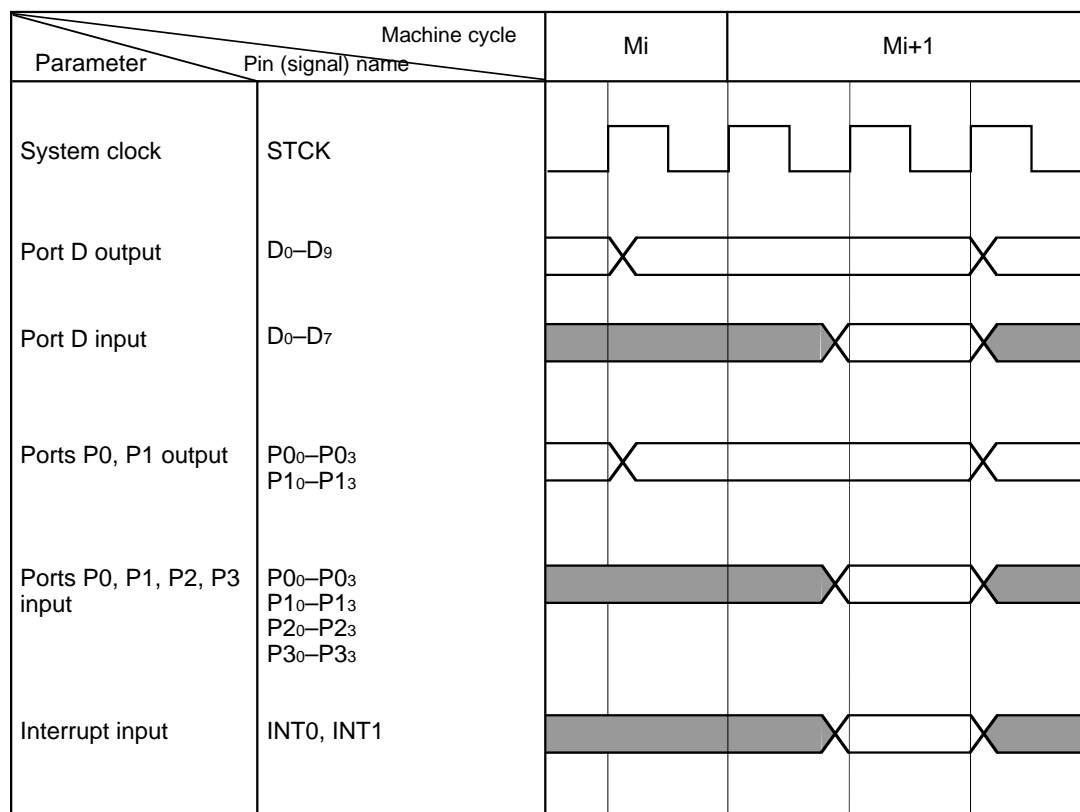 Machine cycle
Parameter
Pin (signal) name
Mi
Mi+1
System clock
STCK
Port D output
D0–D9
Port D input
D0–D7
Ports P0, P1 output
P00–P03
P10–P13
Ports P0, P1, P2, P3
input
P00–P03
P10–P13
P20–P23
P30–P33
Interrupt input
INT0, INT1